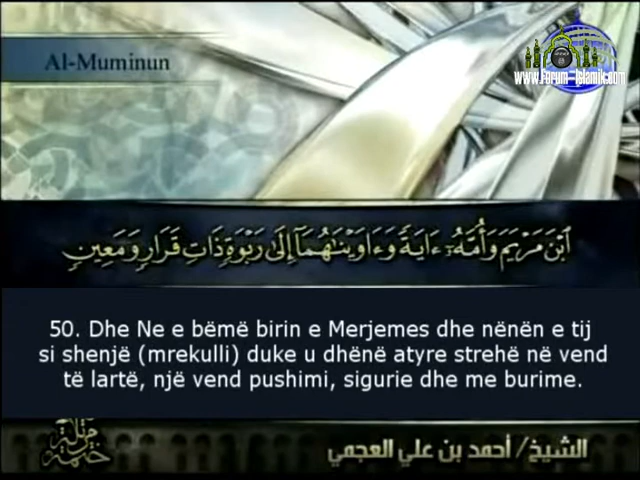 Al-Muminun
www.Forum-Islamik.com
ٱبْنَ مَرْيَمَ وَأُمَّهُۥٓ ءَايَةً وَءَاوَيْنَـٰهُمَآ إِلَىٰ رَبْوَةٍ ذَاتِ قَرَارٍ وَمَعِينٍ
50. Dhe Ne e bëmë birin e Merjemes dhe nënën e tij
si shenjë (mrekulli) duke u dhënë atyre strehë në vend
të lartë, një vend pushimi, sigurie dhe me burime.
الشيخ/ أحمد بن علي العجمي